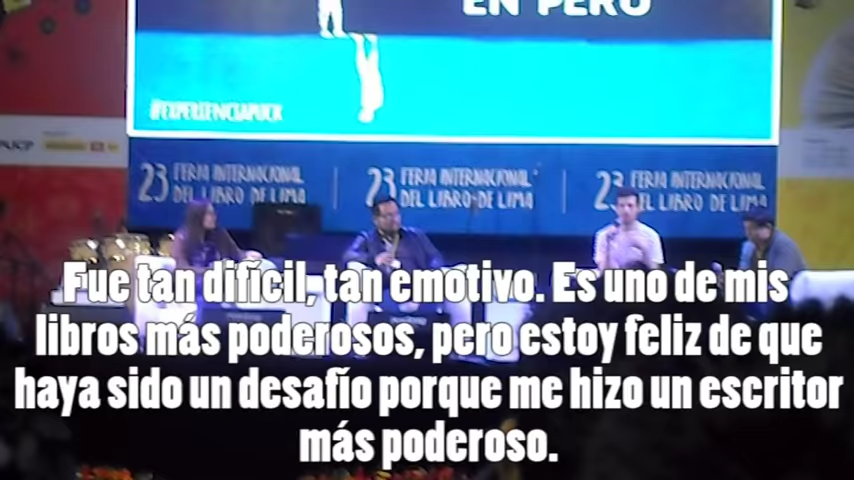 EN PERÚ
#EXPERIENCIAPUCK
PUCP
23 FERIA INTERNACIONAL
DEL LIBRO DE LIMA
23 FERIA INTERNACIONAL
DEL LIBRO DE LIMA
23 FERIA INTERNACIONAL
DEL LIBRO DE LIMA
Fue tan difícil, tan emotivo. Es uno de mis
libros más poderosos, pero estoy feliz de que
haya sido un desafío porque me hizo un escritor
más poderoso.